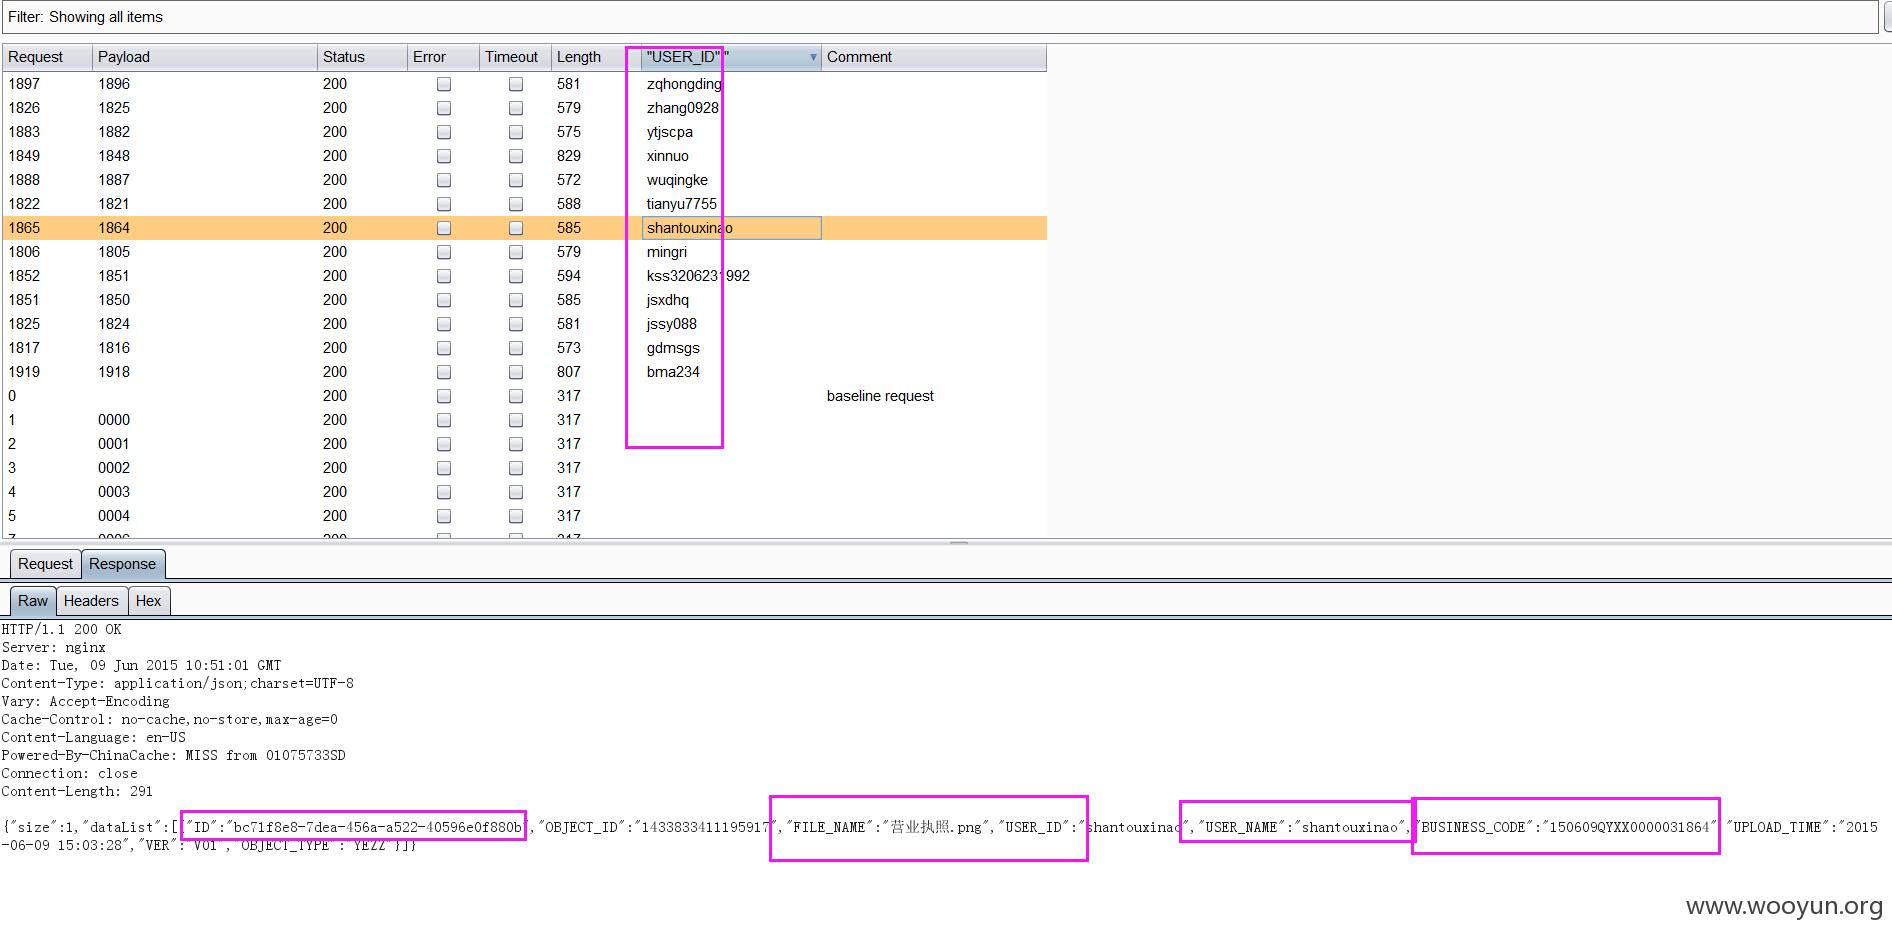 Filter: Showing all items
Request Payload Status Error Timeout Length "USER_ID":" Comment
1897 1896 200 581 zqhongding
1826 1825 200 579 zhang0928
1883 1882 200 575 ytjscpa
1849 1848 200 829 xinnuo
1888 1887 200 572 wuqingke
1822 1821 200 588 tianyu7755
1865 1864 200 585 shantouxinao
1806 1805 200 579 mingri
1852 1851 200 594 kss3206231992
1851 1850 200 585 jsxdhq
1825 1824 200 581 jssy088
1817 1816 200 573 gdmsgs
1919 1918 200 807 bma234
0 200 317 baseline request
1 0000 200 317
2 0001 200 317
3 0002 200 317
4 0003 200 317
5 0004 200 317
Request Response
Raw Headers Hex
HTTP/1.1 200 OK
Server: nginx
Date: Tue, 09 Jun 2015 10:51:01 GMT
Content-Type: application/json;charset=UTF-8
Vary: Accept-Encoding
Cache-Control: no-cache,no-store,max-age=0
Content-Language: en-US
Powered-By-ChinaCache: MISS from 01075733SD
Connection: close
Content-Length: 291
{"size":1,"dataList":[{"ID":"bc71f8e8-7dea-456a-a522-40596e0f880b","OBJECT_ID":"1433833411195917","FILE_NAME":"营业执照.png","USER_ID":"shantouxinao","USER_NAME":"shantouxinao","BUSINESS_CODE":"150609QYXX0000031864","UPLOAD_TIME":"2015
-06-09 15:03:28","VER":"V01","OBJECT_TYPE":"YEZZ"}]}
www.wooyun.org